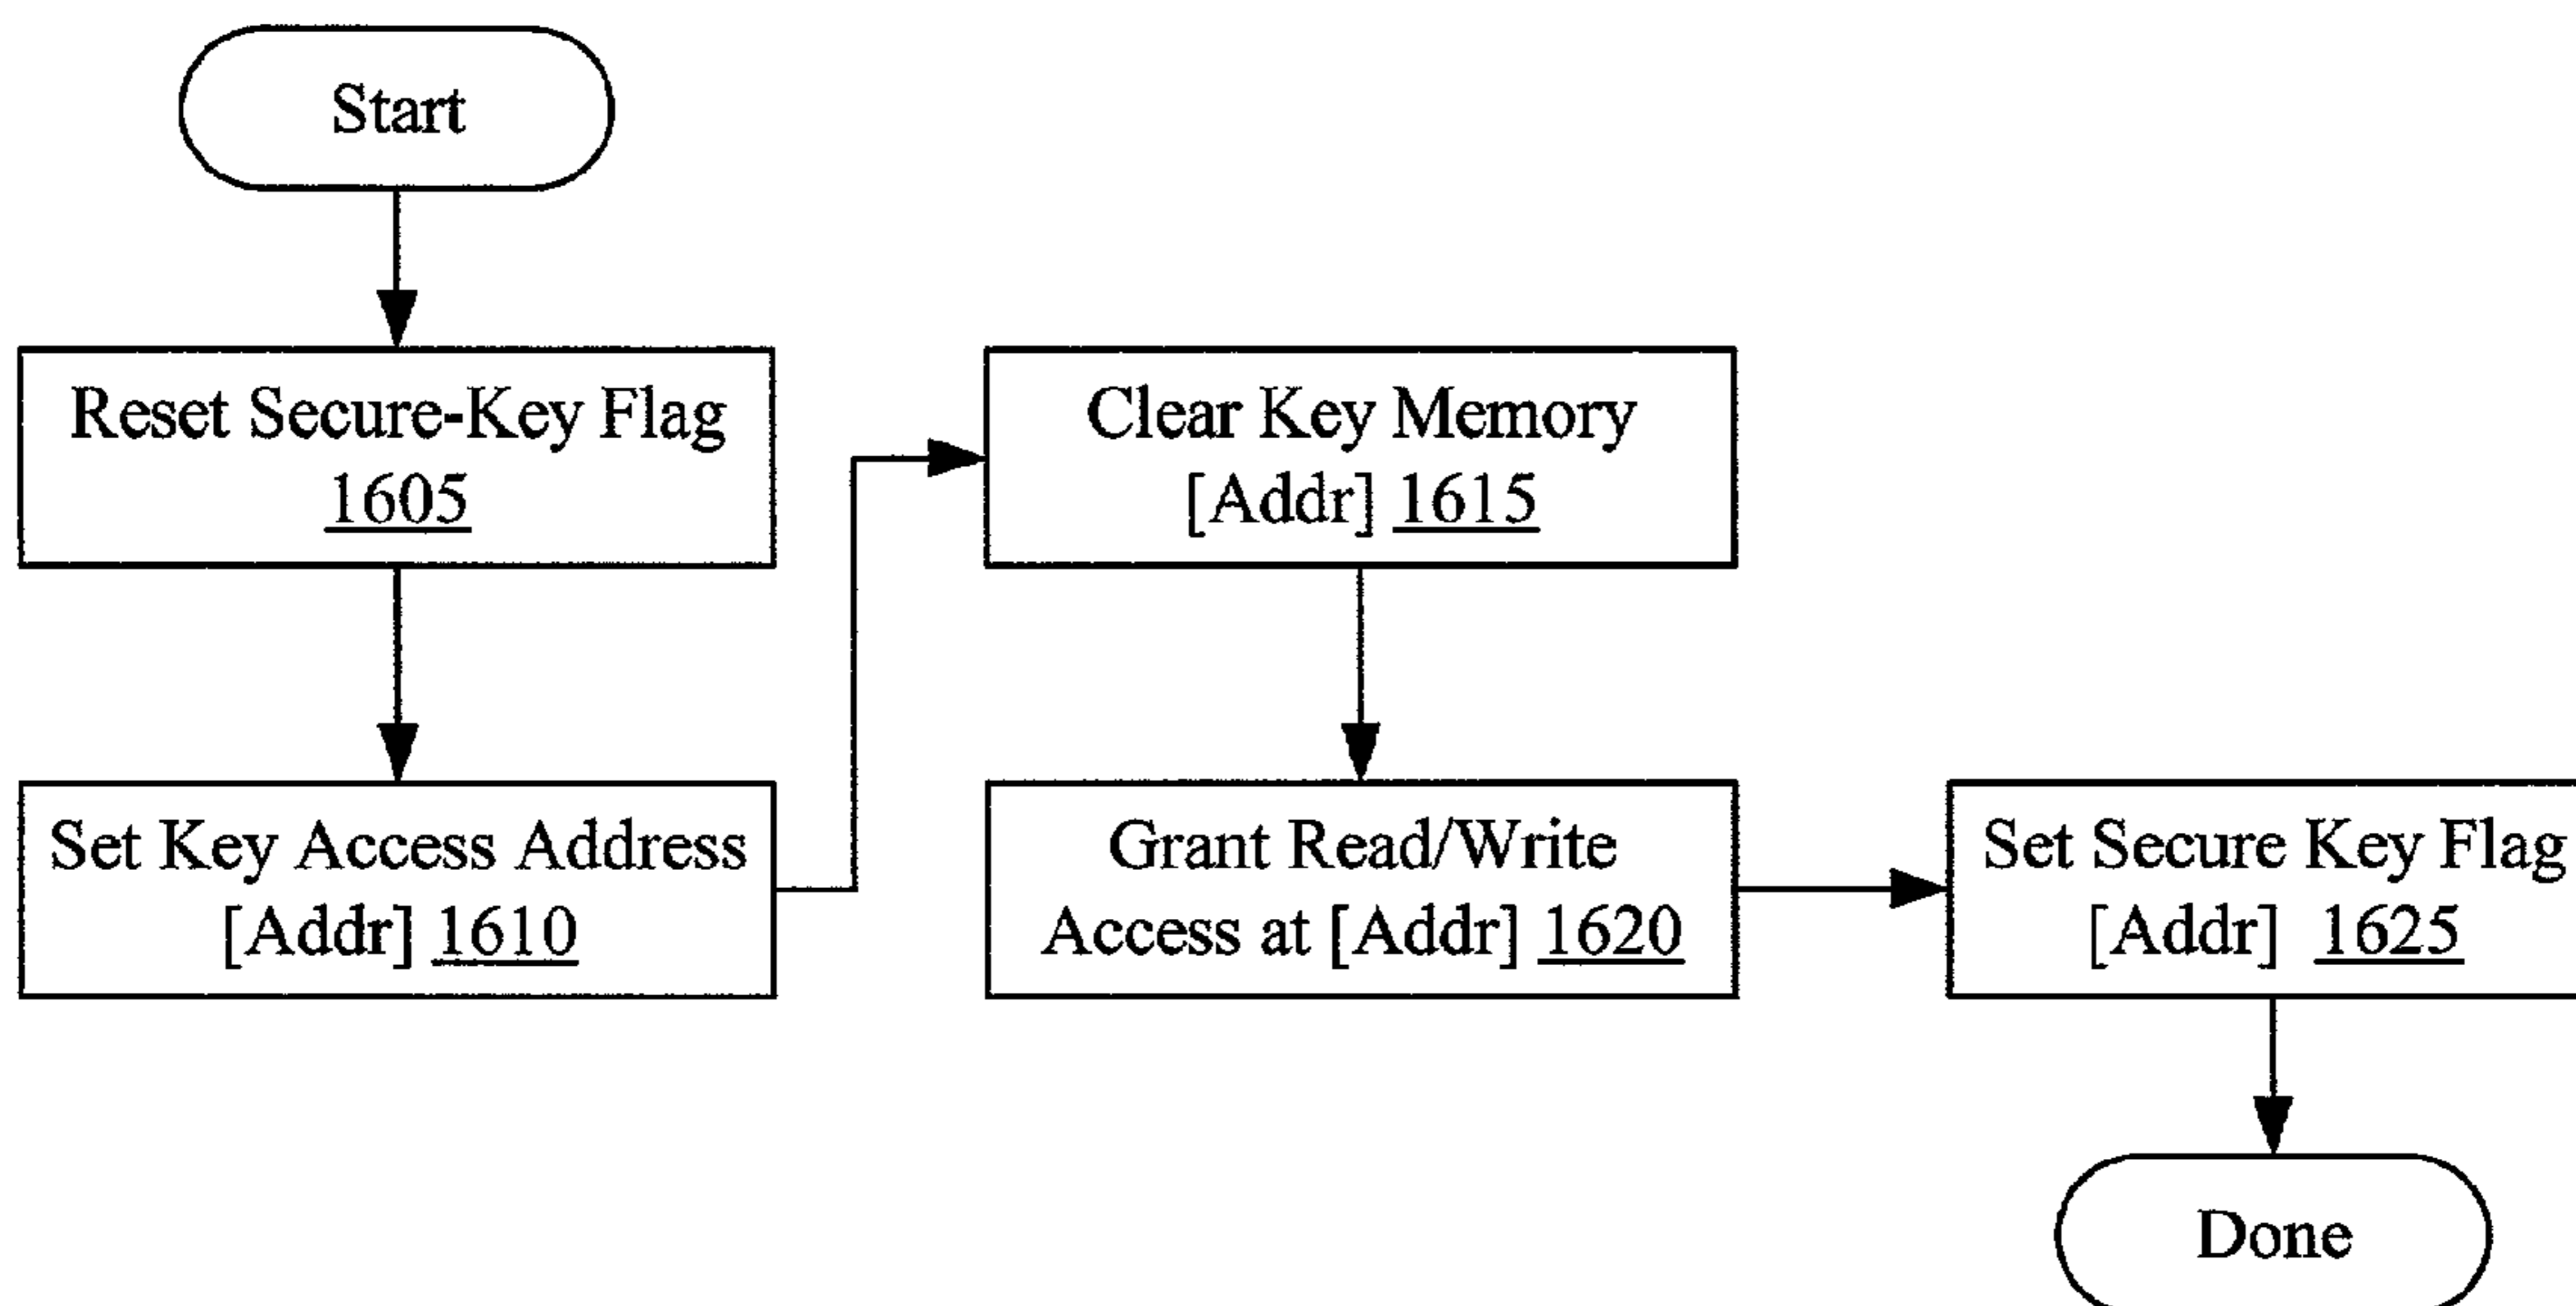 Start
Reset Secure-Key Flag
1605
Set Key Access Address
[Addr] 1610
Clear Key Memory
[Addr] 1615
Grant Read/Write
Access at [Addr] 1620
Set Secure Key Flag
[Addr] 1625
Done